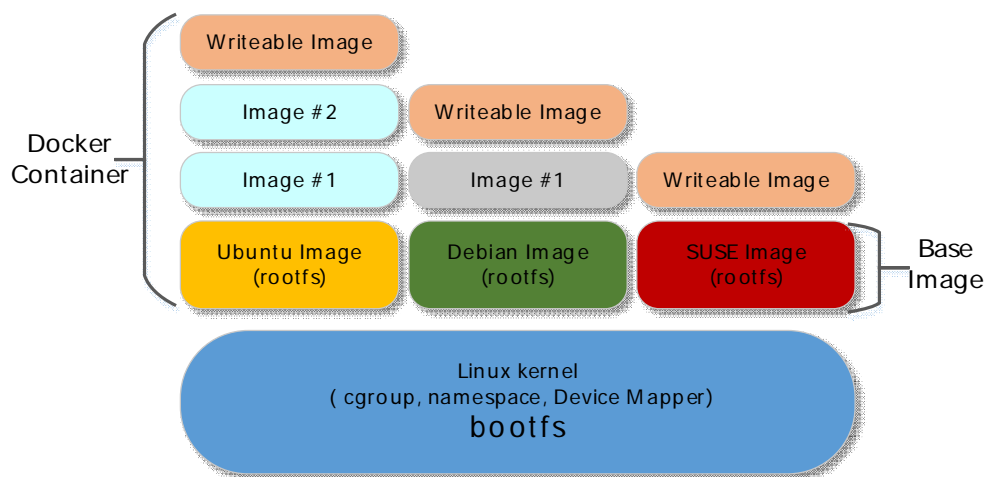 Writeable Image
Image #2
Writeable Image
Docker
Container
Image #1
Image #1
Writeable Image
Ubuntu Image
(rootfs)
Debian Image
(rootfs)
SUSE Image
(rootfs)
Base
Image
Linux kernel
( cgroup, namespace, Device Mapper)
bootfs